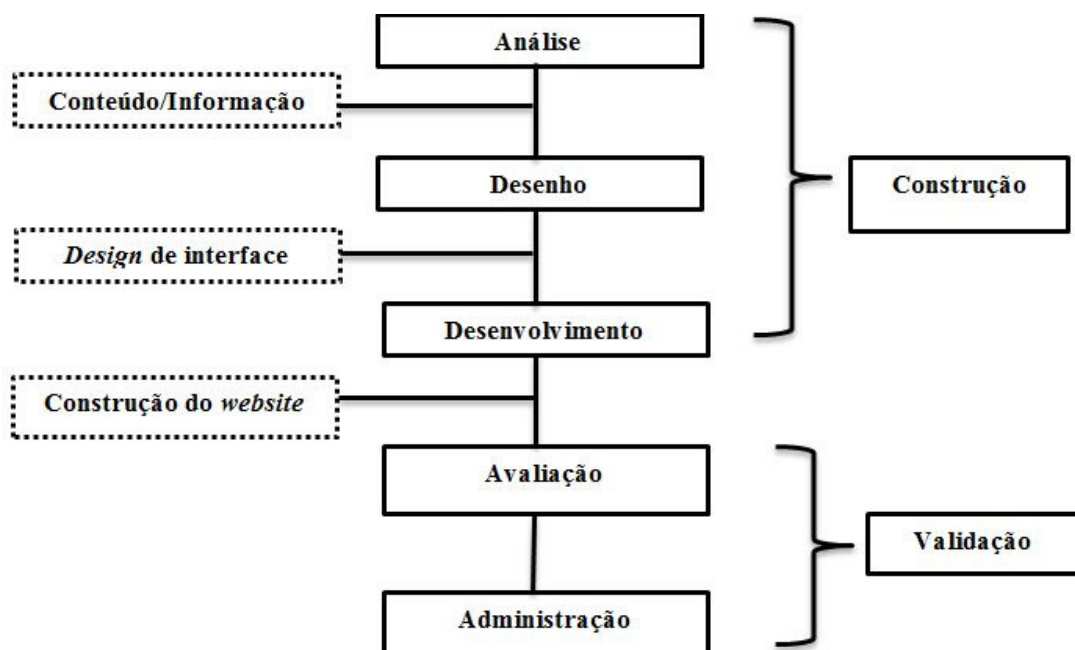 Análise
Conteúdo/Informação
Desenho
Construção
Design de interface
Desenvolvimento
Construção do website
Avaliação
Validação
Administração